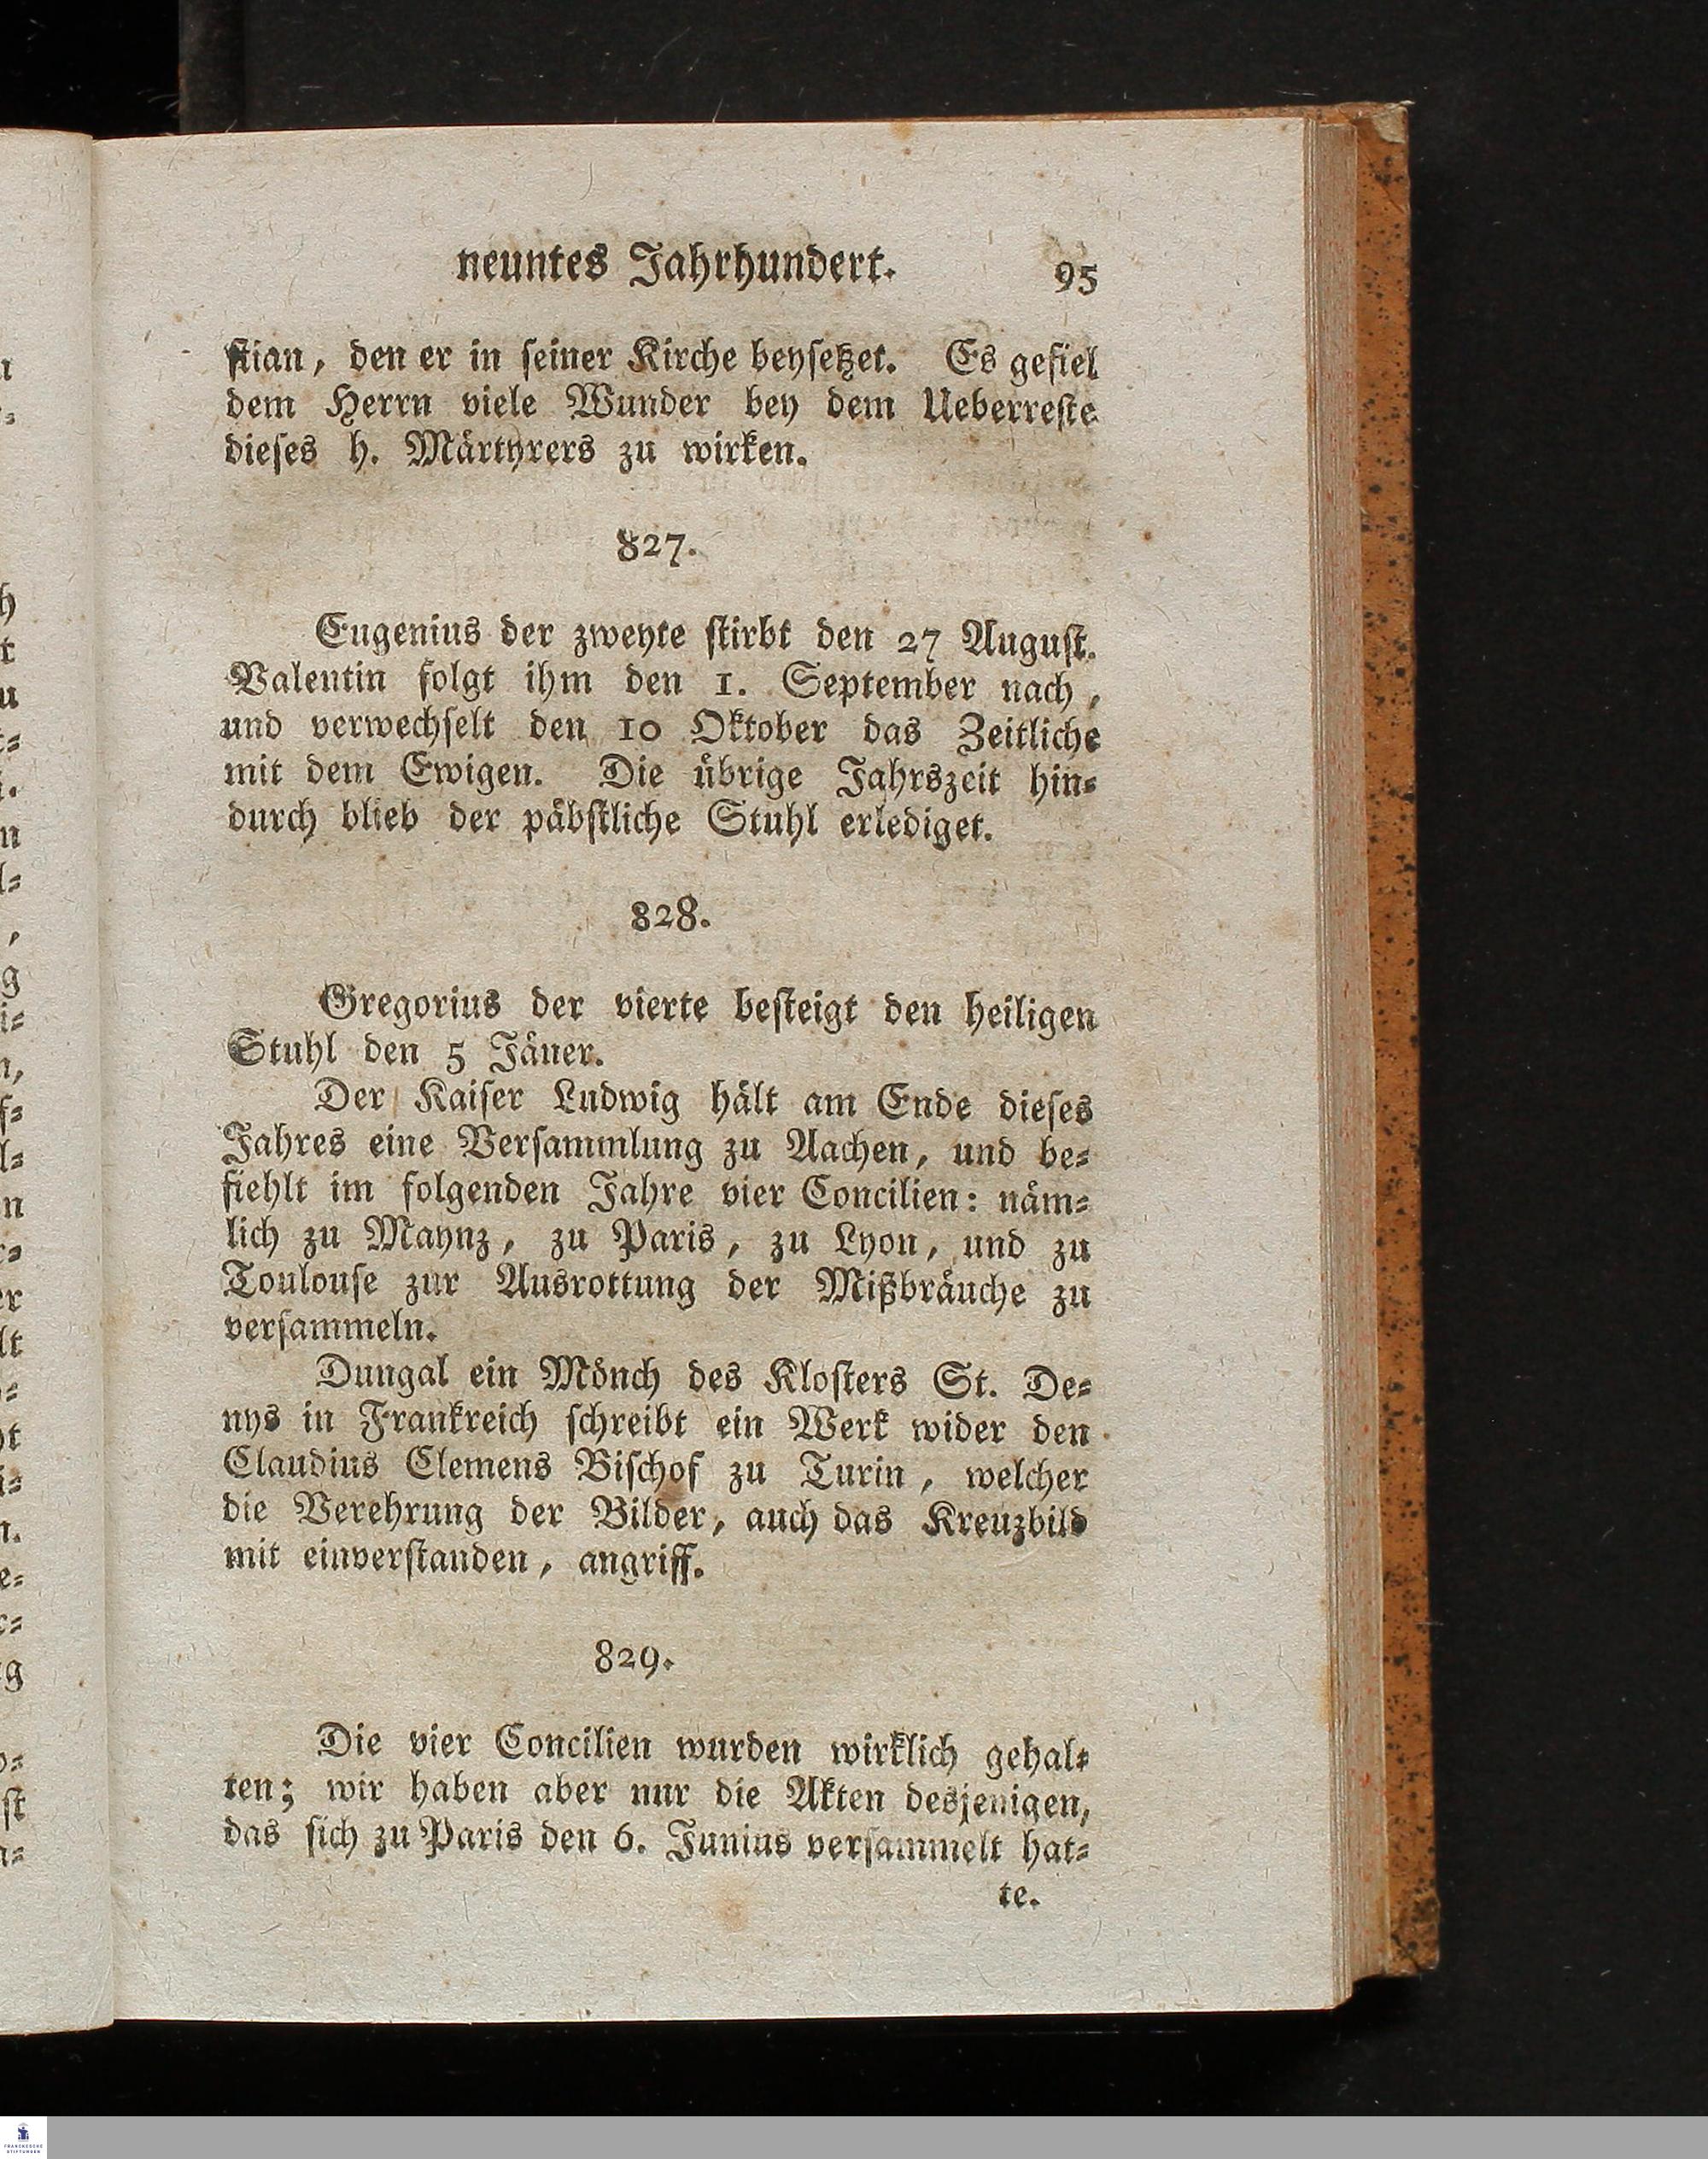 neuntes Jahrhundert. 95
stian, den er in seiner Kirche beysetzet. Es gefiel
dem Herrn viele Wunder bey dem Ueberreste
dieses h. Märtyrers zu wirken.
827.
Eugenius der zweyte stirbt den 27 August.
Valentin folgt ihm den 1. September nach,
und verwechselt den 10 Oktober das Zeitliche
mit dem Ewigen. Die übrige Jahrszeit hin-
durch blieb der päbstliche Stuhl erlediget.
828.
Gregorius der vierte besteigt den heiligen
Stuhl den 5 Jäner.
Der Kaiser Ludwig hält am Ende dieses
Jahres eine Versammlung zu Aachen, und be-
fiehlt im folgenden Jahre vier Concilien: näm-
lich zu Maynz, zu Paris, zu Lyon, und zu
Toulouse zur Ausrottung der Mißbräuche zu
versammeln.
Dungal ein Mönch des Klosters St. De-
nys in Frankreich schreibt ein Werk wider den
Claudius Clemens Bischof zu Turin, welcher
die Verehrung der Bilder, auch das Kreuzbild
mit einverstanden, angriff.
829.
Die vier Concilien wurden wirklich gehal-
ten; wir haben aber nur die Akten desjenigen,
das sich zu Paris den 6. Junius versammelt hat-
te.
FRANCKESCHE
STIFTUNGEN